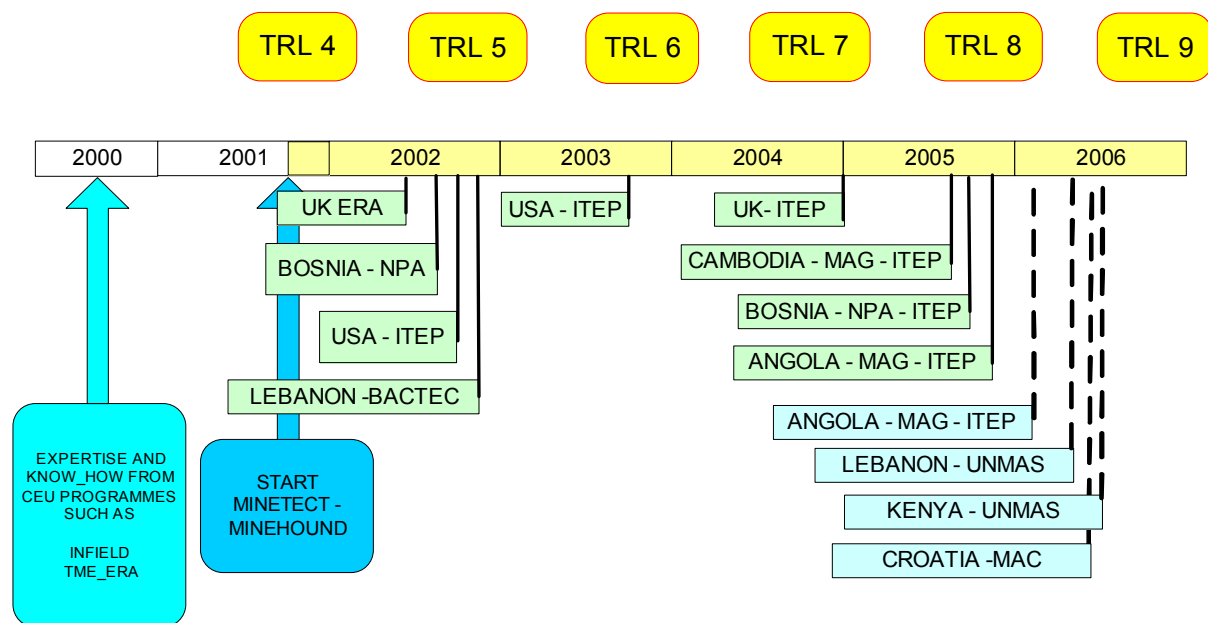 TRL 4
TRL 5
TRL 6
TRL 7
TRL 8
TRL 9
2000
2001
2002
2003
2004
2005
2006
UK ERA
USA - ITEP
UK- ITEP
BOSNIA - NPA
CAMBODIA - MAG - ITEP
BOSNIA - NPA - ITEP
USA - ITEP
ANGOLA - MAG - ITEP
LEBANON -BACTEC
ANGOLA - MAG - ITEP
LEBANON - UNMAS
KENYA - UNMAS
CROATIA -MAC
EXPERTISE AND
KNOW_HOW FROM
CEU PROGRAMMES
SUCH AS
INFIELD
TME_ERA
START
MINETECT -
MINEHOUND